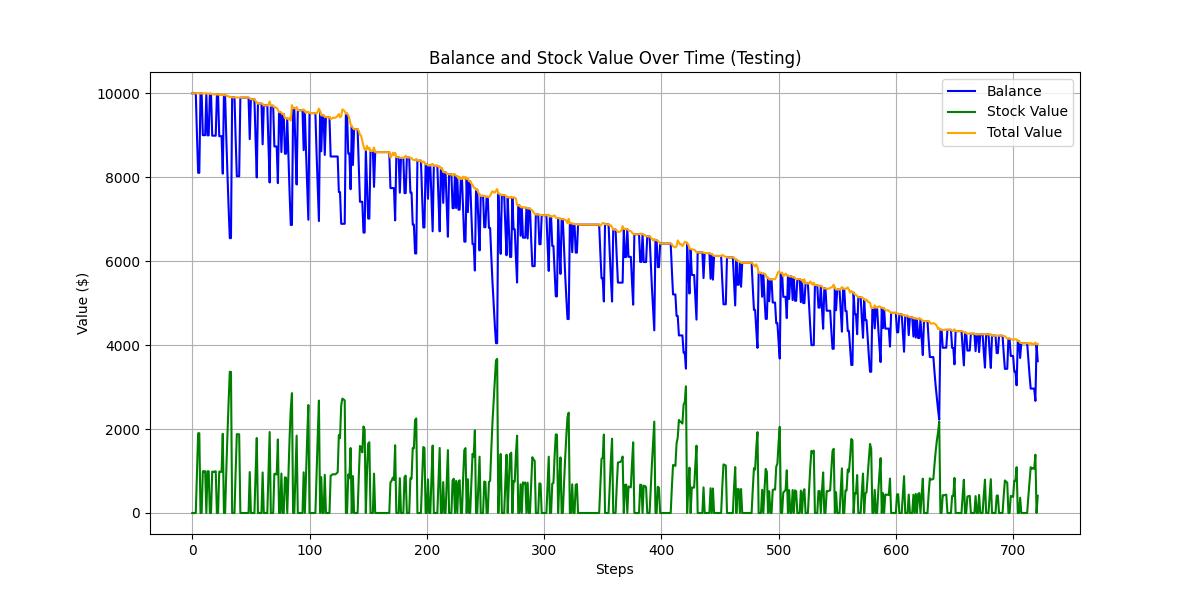 Balance and Stock Value Over Time (Testing)
Balance
Stock Value
Total Value
Value ($)
10000
8000
6000
4000
2000
0
0 100 200 300 400 500 600 700
Steps